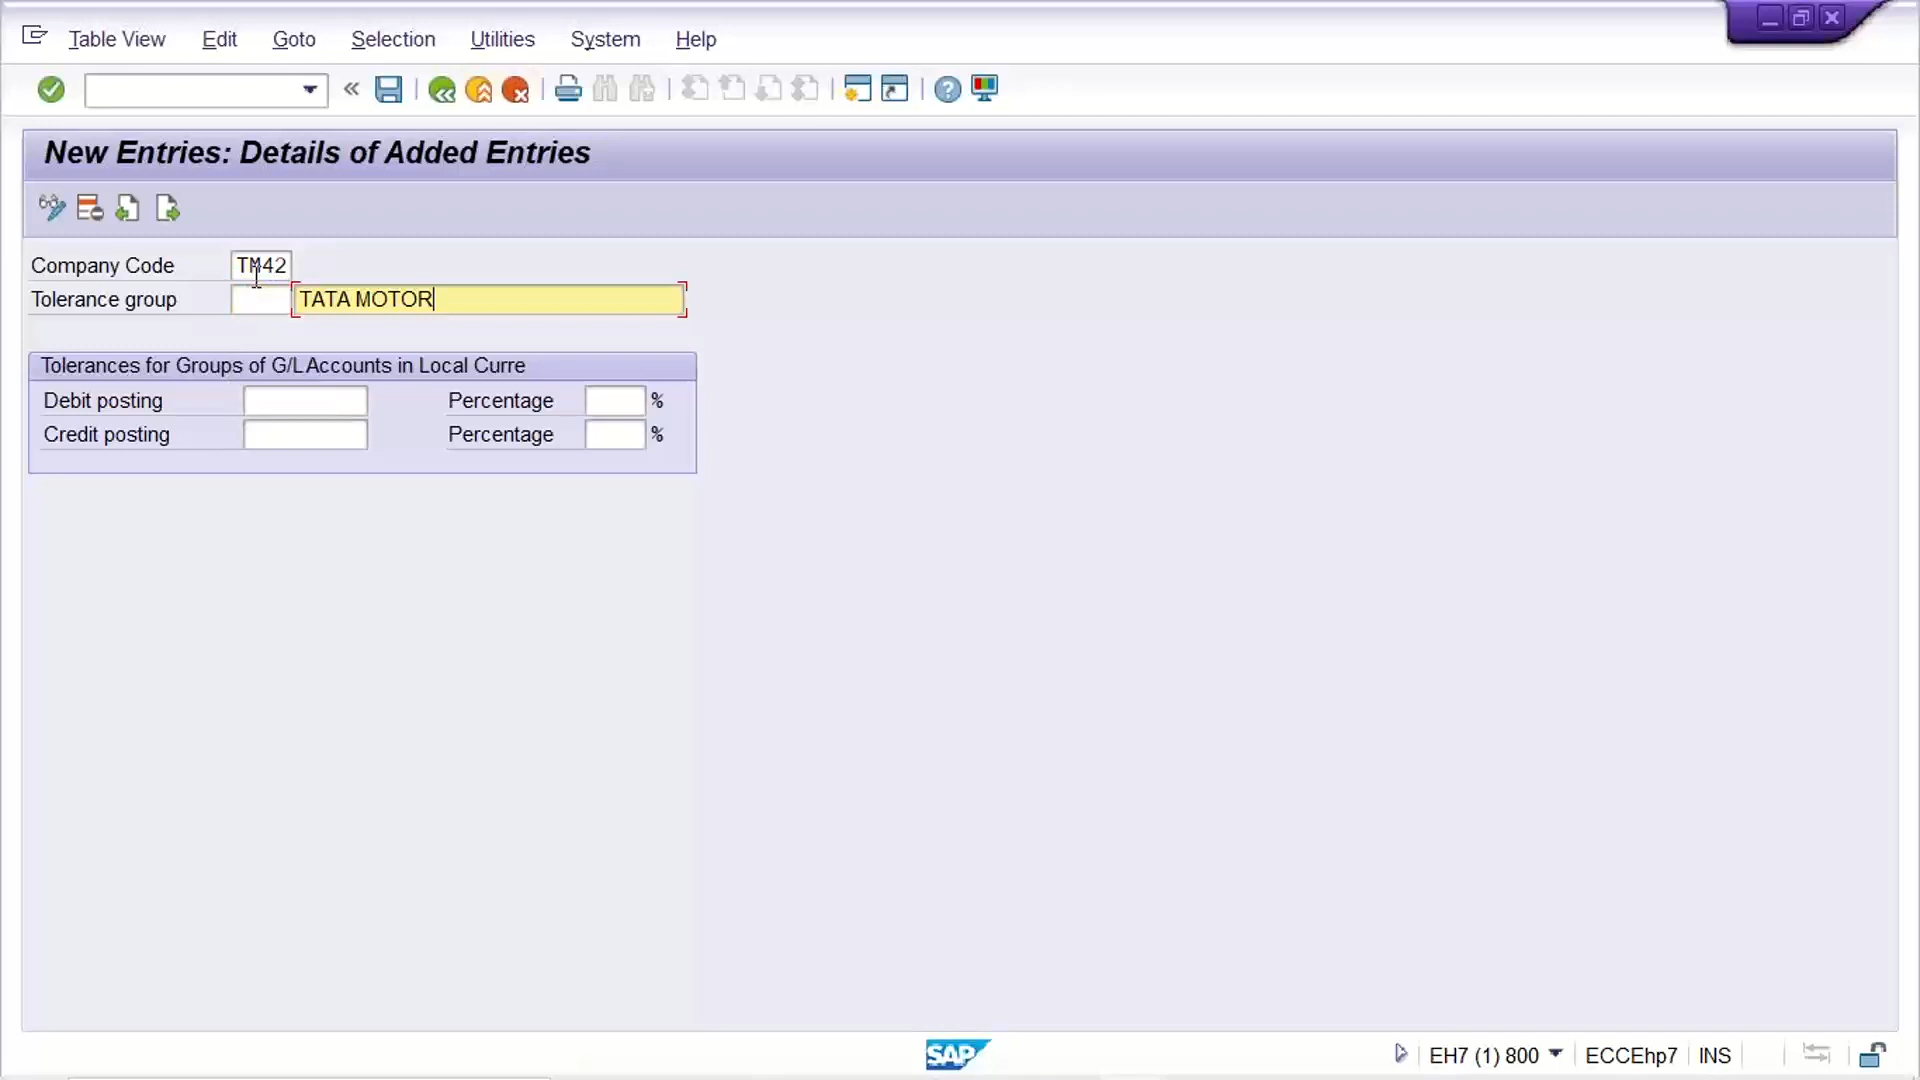 Table View Edit Goto Selection Utilities System Help
New Entries: Details of Added Entries
Company Code TM42
Tolerance group TATA MOTOR
Tolerances for Groups of G/L Accounts in Local Curre
Debit posting Percentage %
Credit posting Percentage %
SAP EH7 (1) 800 ECCEhp7 INS